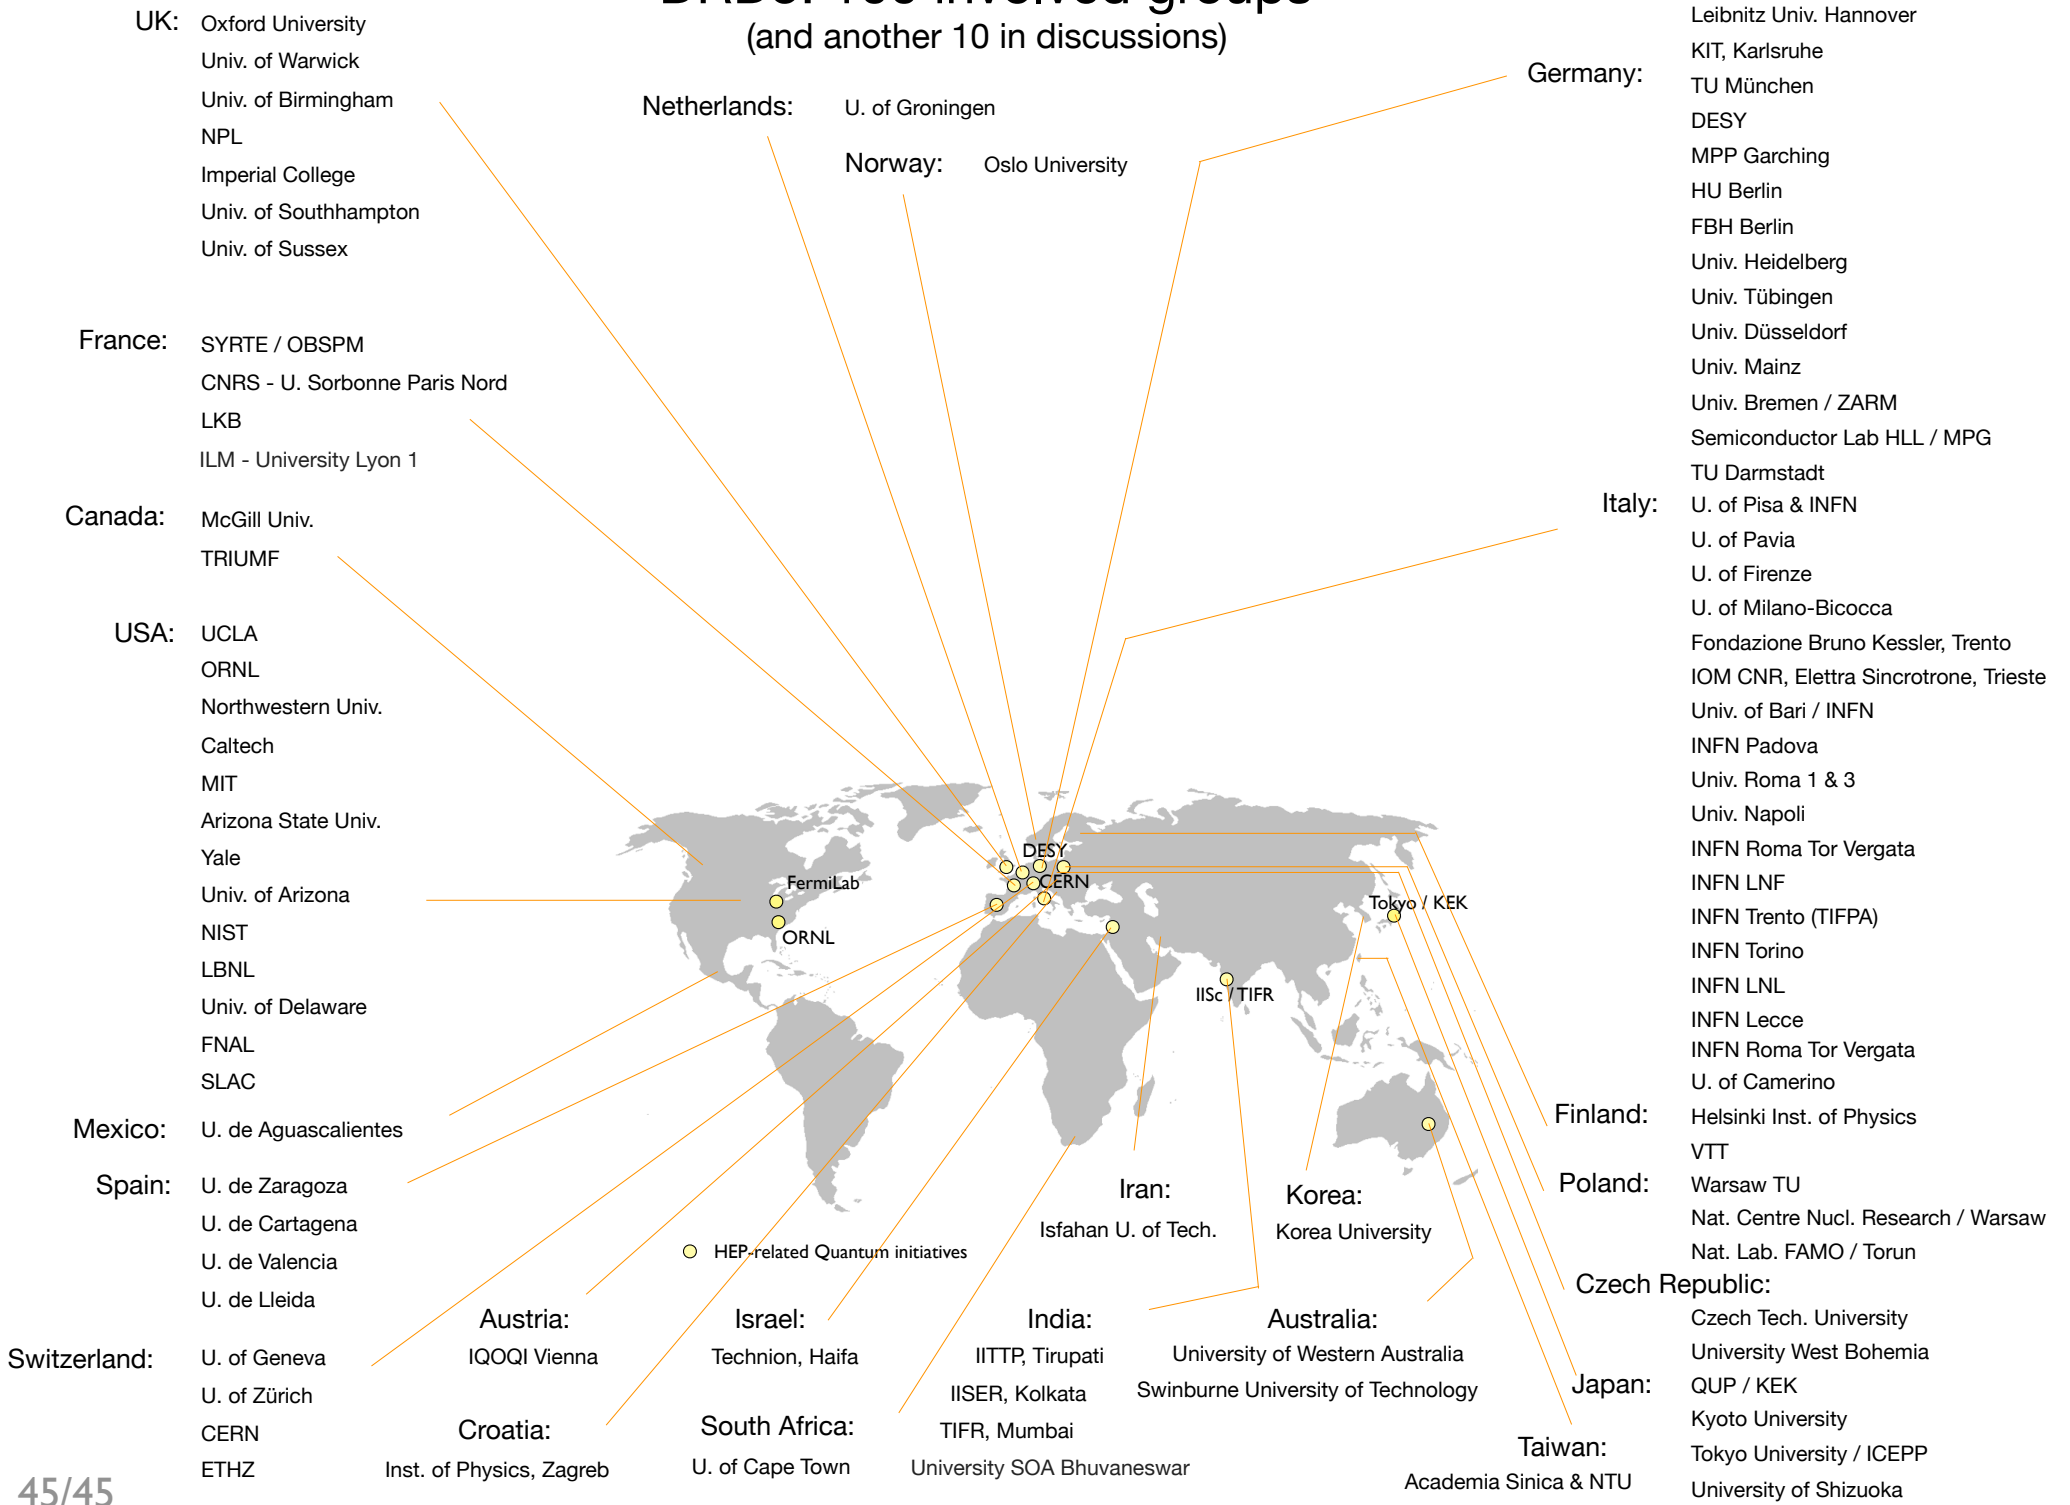 (and another 10 in discussions)
UK:
Oxford University
Univ. of Warwick
Univ. of Birmingham
NPL
Imperial College
Univ. of Southhampton
Univ. of Sussex
France:
SYRTE / OBSPM
CNRS - U. Sorbonne Paris Nord
LKB
ILM - University Lyon 1
Canada:
McGill Univ.
TRIUMF
USA:
UCLA
ORNL
Northwestern Univ.
Caltech
MIT
Arizona State Univ.
Yale
Univ. of Arizona
NIST
LBNL
Univ. of Delaware
FNAL
SLAC
Mexico:
U. de Aguascalientes
Spain:
U. de Zaragoza
U. de Cartagena
U. de Valencia
U. de Lleida
Switzerland:
U. of Geneva
U. of Zürich
CERN
ETHZ
Netherlands:
U. of Groningen
Norway:
Oslo University
DESY
CERN
FermiLab
ORNL
Tokyo / KEK
IISc / TIFR
HEP-related Quantum initiatives
Austria:
IQOQI Vienna
Croatia:
Inst. of Physics, Zagreb
Israel:
Technion, Haifa
South Africa:
U. of Cape Town
Iran:
Isfahan U. of Tech.
Korea:
Korea University
India:
IITTP, Tirupati
IISER, Kolkata
TIFR, Mumbai
University SOA Bhuvaneswar
Australia:
University of Western Australia
Swinburne University of Technology
Germany:
Leibnitz Univ. Hannover
KIT, Karlsruhe
TU München
DESY
MPP Garching
HU Berlin
FBH Berlin
Univ. Heidelberg
Univ. Tübingen
Univ. Düsseldorf
Univ. Mainz
Univ. Bremen / ZARM
Semiconductor Lab HLL / MPG
TU Darmstadt
Italy:
U. of Pisa & INFN
U. of Pavia
U. of Firenze
U. of Milano-Bicocca
Fondazione Bruno Kessler, Trento
IOM CNR, Elettra Sincrotrone, Trieste
Univ. of Bari / INFN
INFN Padova
Univ. Roma 1 & 3
Univ. Napoli
INFN Roma Tor Vergata
INFN LNF
INFN Trento (TIFPA)
INFN Torino
INFN LNL
INFN Lecce
INFN Roma Tor Vergata
U. of Camerino
Finland:
Helsinki Inst. of Physics
VTT
Poland:
Warsaw TU
Nat. Centre Nucl. Research / Warsaw
Nat. Lab. FAMO / Torun
Czech Republic:
Czech Tech. University
University West Bohemia
Japan:
QUP / KEK
Kyoto University
Tokyo University / ICEPP
University of Shizuoka
Taiwan:
Academia Sinica & NTU
45/45